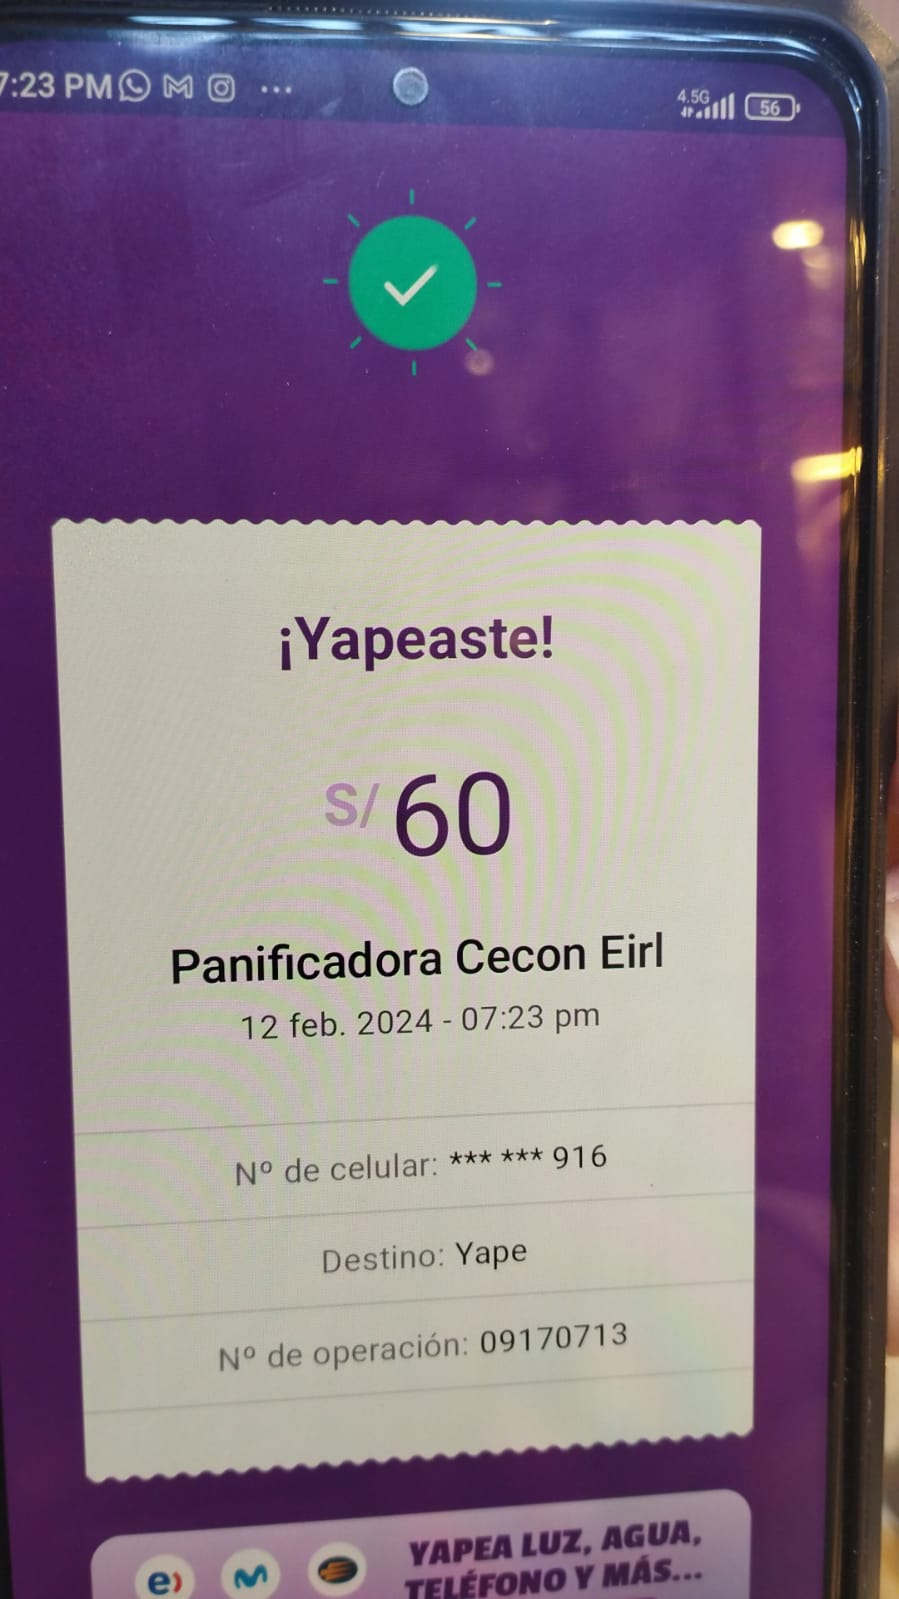 7:23 PM
4.5G
56
¡Yapeaste!
S/ 60
Panificadora Cecon Eirl
12 feb. 2024 - 07:23 pm
Nº de celular: *** *** 916
Destino: Yape
Nº de operación: 09170713
e)
YAPEA LUZ, AGUA,
TELÉFONO Y MÁS...